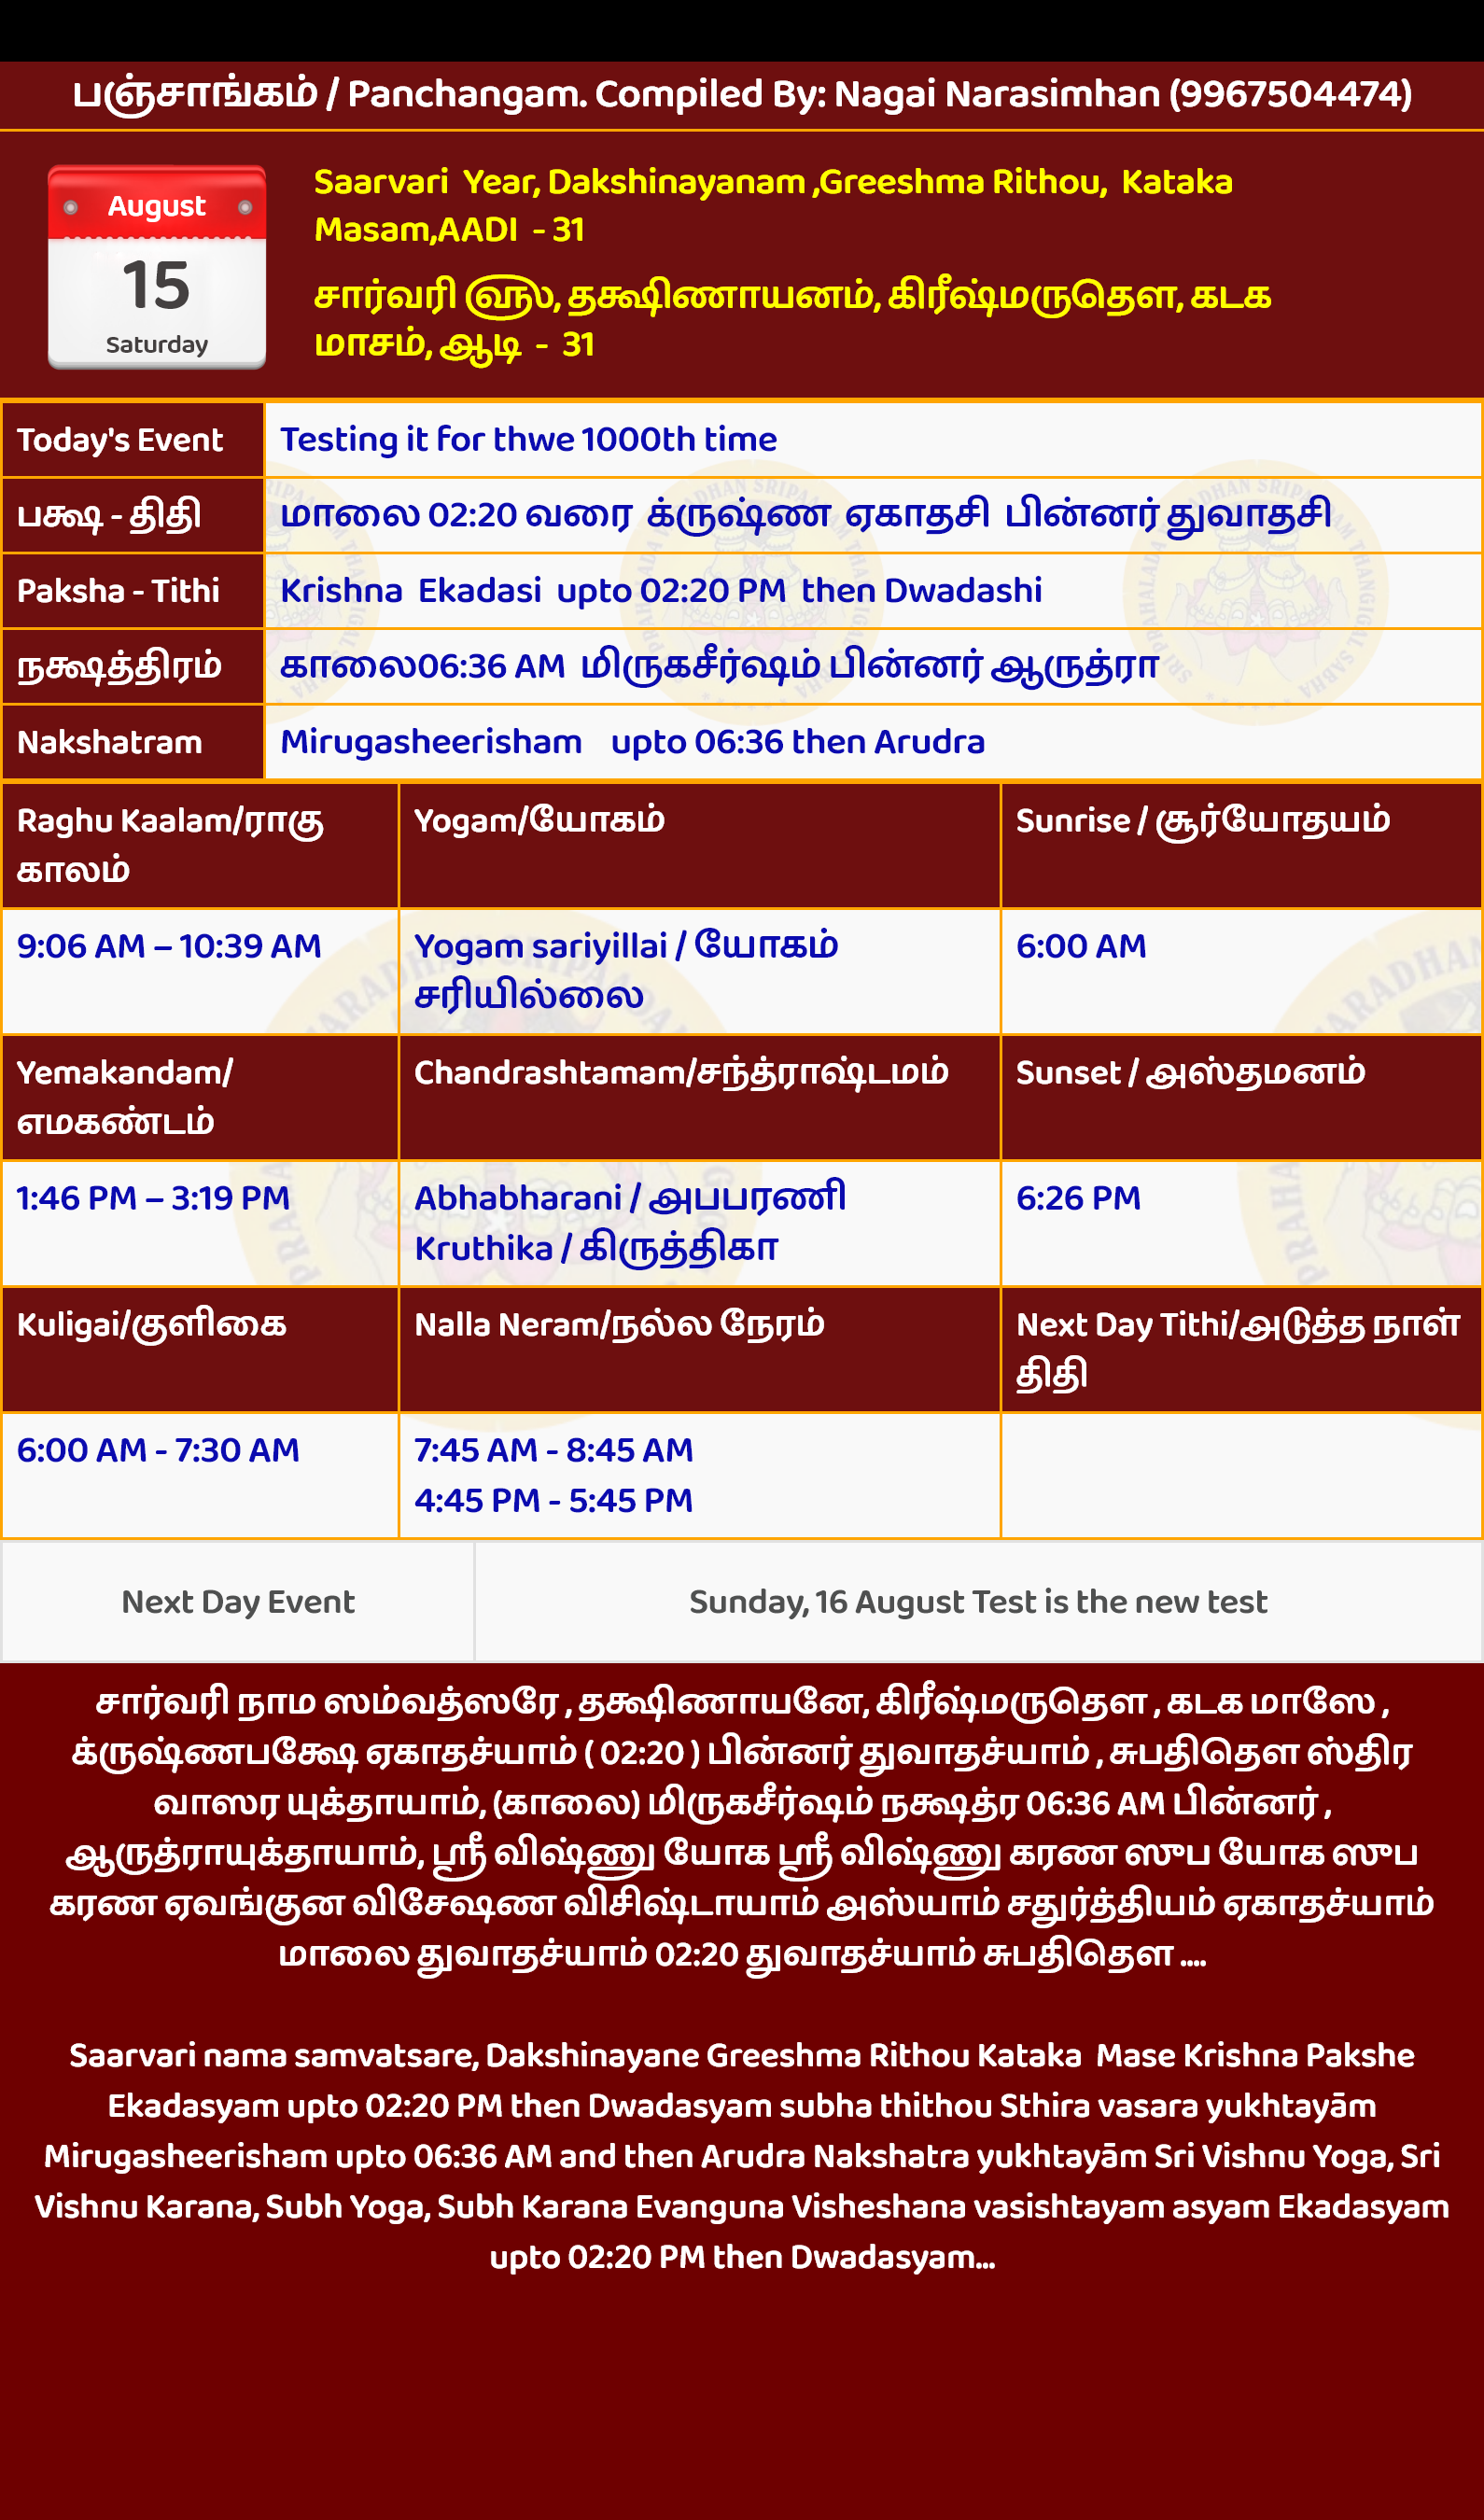 பஞ்சாங்கம் / Panchangam. Compiled By: Nagai Narasimhan (9967504474)
August
15
Saturday
Saarvari Year, Dakshinayanam ,Greeshma Rithou, Kataka
Masam,AADI - 31
சார்வரி ௵, தக்ஷிணாயனம், கிரீஷ்மருதௌ, கடக
மாசம், ஆடி - 31
Today's Event
Testing it for thwe 1000th time
பக்ஷ - திதி
மாலை 02:20 வரை க்ருஷ்ண ஏகாதசி பின்னர் துவாதசி
Paksha - Tithi
Krishna Ekadasi upto 02:20 PM then Dwadashi
நக்ஷத்திரம்
காலை06:36 AM மிருகசீர்ஷம் பின்னர் ஆருத்ரா
Nakshatram
Mirugasheerisham upto 06:36 then Arudra
Raghu Kaalam/ராகு
காலம்
Yogam/யோகம்
Sunrise / சூர்யோதயம்
9:06 AM – 10:39 AM
Yogam sariyillai / யோகம்
சரியில்லை
6:00 AM
Yemakandam/
எமகண்டம்
Chandrashtamam/சந்த்ராஷ்டமம்
Sunset / அஸ்தமனம்
1:46 PM – 3:19 PM
Abhabharani / அபபரணி
Kruthika / கிருத்திகா
6:26 PM
Kuligai/குளிகை
Nalla Neram/நல்ல நேரம்
Next Day Tithi/அடுத்த நாள்
திதி
6:00 AM - 7:30 AM
7:45 AM - 8:45 AM
4:45 PM - 5:45 PM
Next Day Event
Sunday, 16 August Test is the new test
சார்வரி நாம ஸம்வத்ஸரே , தக்ஷிணாயனே, கிரீஷ்மருதௌ , கடக மாஸே ,
க்ருஷ்ணபக்ஷே ஏகாதச்யாம் ( 02:20 ) பின்னர் துவாதச்யாம் , சுபதிதௌ ஸ்திர
வாஸர யுக்தாயாம், (காலை) மிருகசீர்ஷம் நக்ஷத்ர 06:36 AM பின்னர் ,
ஆருத்ராயுக்தாயாம், ஸ்ரீ விஷ்ணு யோக ஸ்ரீ விஷ்ணு கரண ஸுப யோக ஸுப
கரண ஏவங்குன விசேஷண விசிஷ்டாயாம் அஸ்யாம் சதுர்த்தியம் ஏகாதச்யாம்
மாலை துவாதச்யாம் 02:20 துவாதச்யாம் சுபதிதௌ ....
Saarvari nama samvatsare, Dakshinayane Greeshma Rithou Kataka Mase Krishna Pakshe
Ekadasyam upto 02:20 PM then Dwadasyam subha thithou Sthira vasara yukhtayām
Mirugasheerisham upto 06:36 AM and then Arudra Nakshatra yukhtayām Sri Vishnu Yoga, Sri
Vishnu Karana, Subh Yoga, Subh Karana Evanguna Visheshana vasishtayam asyam Ekadasyam
upto 02:20 PM then Dwadasyam...